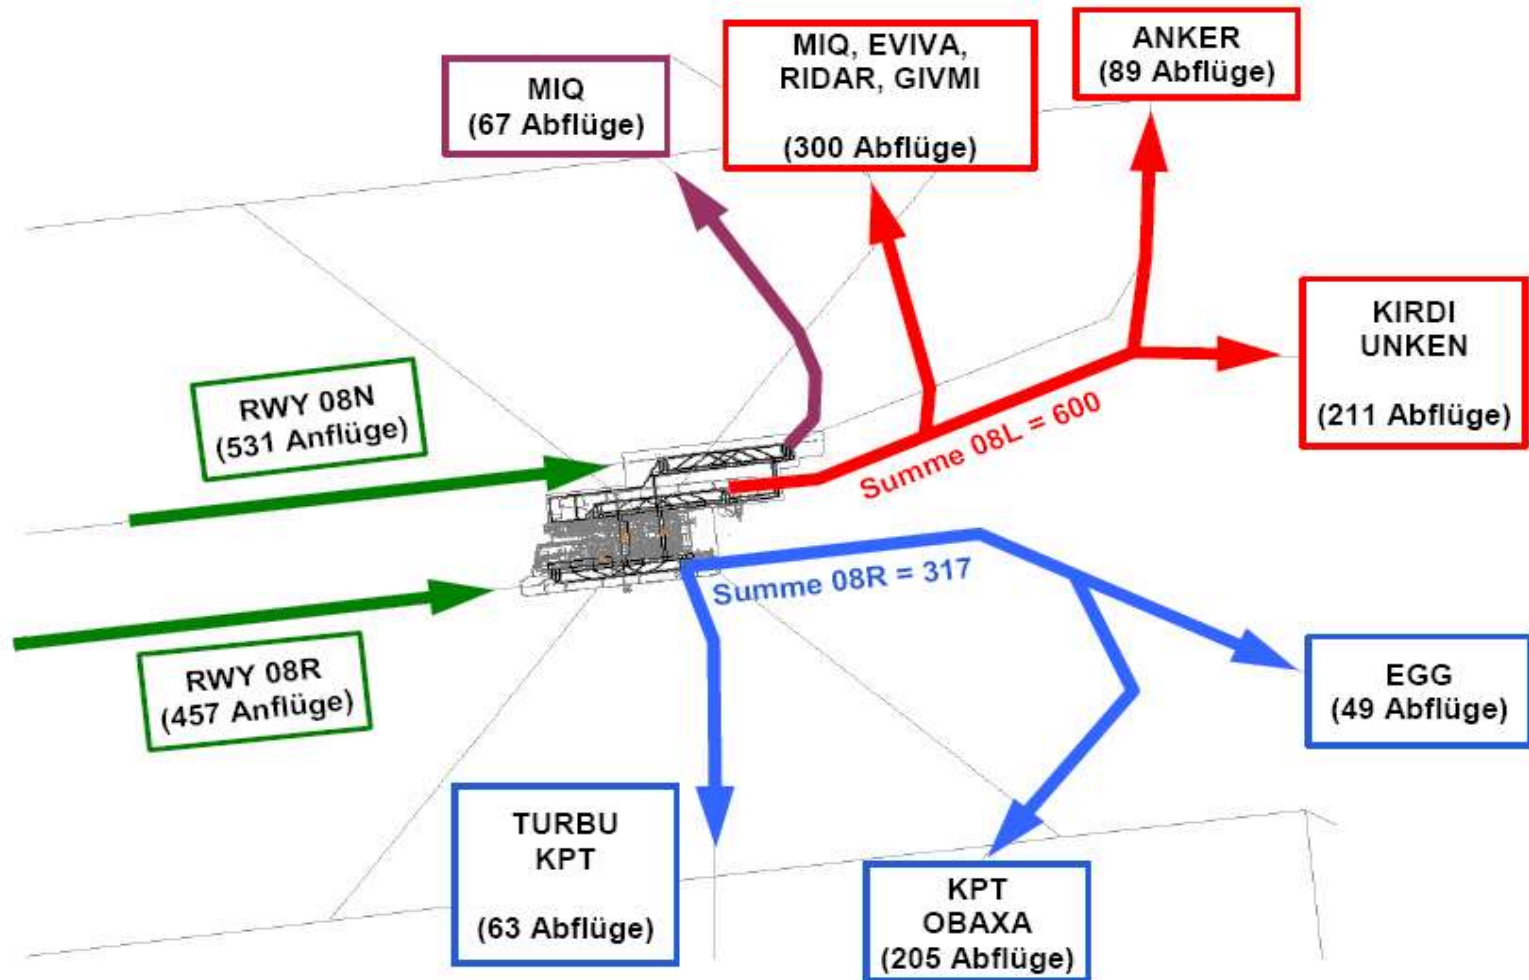 MIQ
(67 Abflüge)
MIQ, EVIVA,
RIDAR, GIVMI
(300 Abflüge)
ANKER
(89 Abflüge)
KIRDI
UNKEN
(211 Abflüge)
RWY 08N
(531 Anflüge)
Summe 08L = 600
Summe 08R = 317
RWY 08R
(457 Anflüge)
EGG
(49 Abflüge)
TURBU
KPT
(63 Abflüge)
KPT
OBAXA
(205 Abflüge)